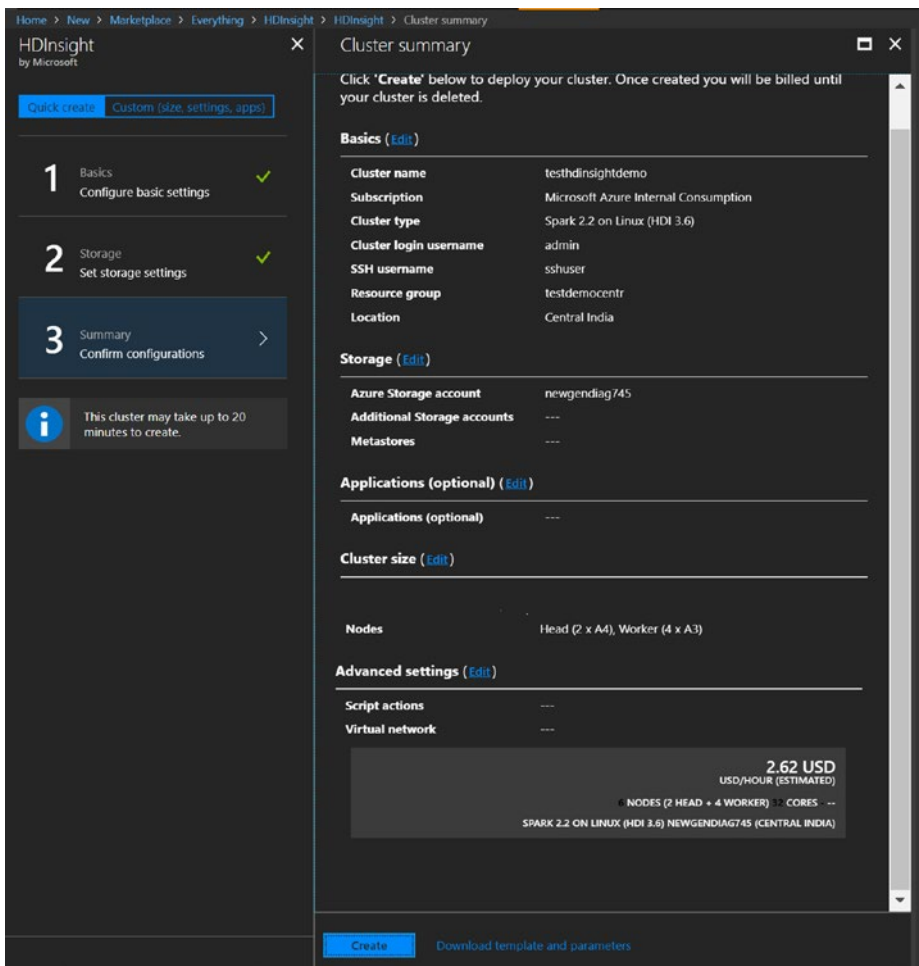 Home > New > Marketplace > Everything > HDInsight > HDInsight > Cluster summary
HDInsight
by Microsoft
Quick create Custom (size, settings, apps)
1 Basics
Configure basic settings
2 Storage
Set storage settings
3 Summary
Confirm configurations
This cluster may take up to 20
minutes to create.
Cluster summary
Click 'Create' below to deploy your cluster. Once created you will be billed until
your cluster is deleted.
Basics (Edit)
Cluster name testhdinsightdemo
Subscription Microsoft Azure Internal Consumption
Cluster type Spark 2.2 on Linux (HDI 3.6)
Cluster login username admin
SSH username sshuser
Resource group testdemocentr
Location Central India
Storage (Edit)
Azure Storage account newgendiag745
Additional Storage accounts ---
Metastores ---
Applications (optional) (Edit)
Applications (optional) ---
Cluster size (Edit)
Nodes Head (2 x A4), Worker (4 x A3)
Advanced settings (Edit)
Script actions ---
Virtual network ---
2.62 USD
USD/HOUR (ESTIMATED)
6 NODES (2 HEAD + 4 WORKER) 32 CORES - --
SPARK 2.2 ON LINUX (HDI 3.6) NEWGENDIAG745 (CENTRAL INDIA)
Create Download template and parameters